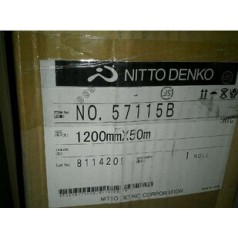 NITTO DENKO
NO. 57115B
1200mm X 50m
8114201
1 ROLL
NITTO DENKO CORPORATION